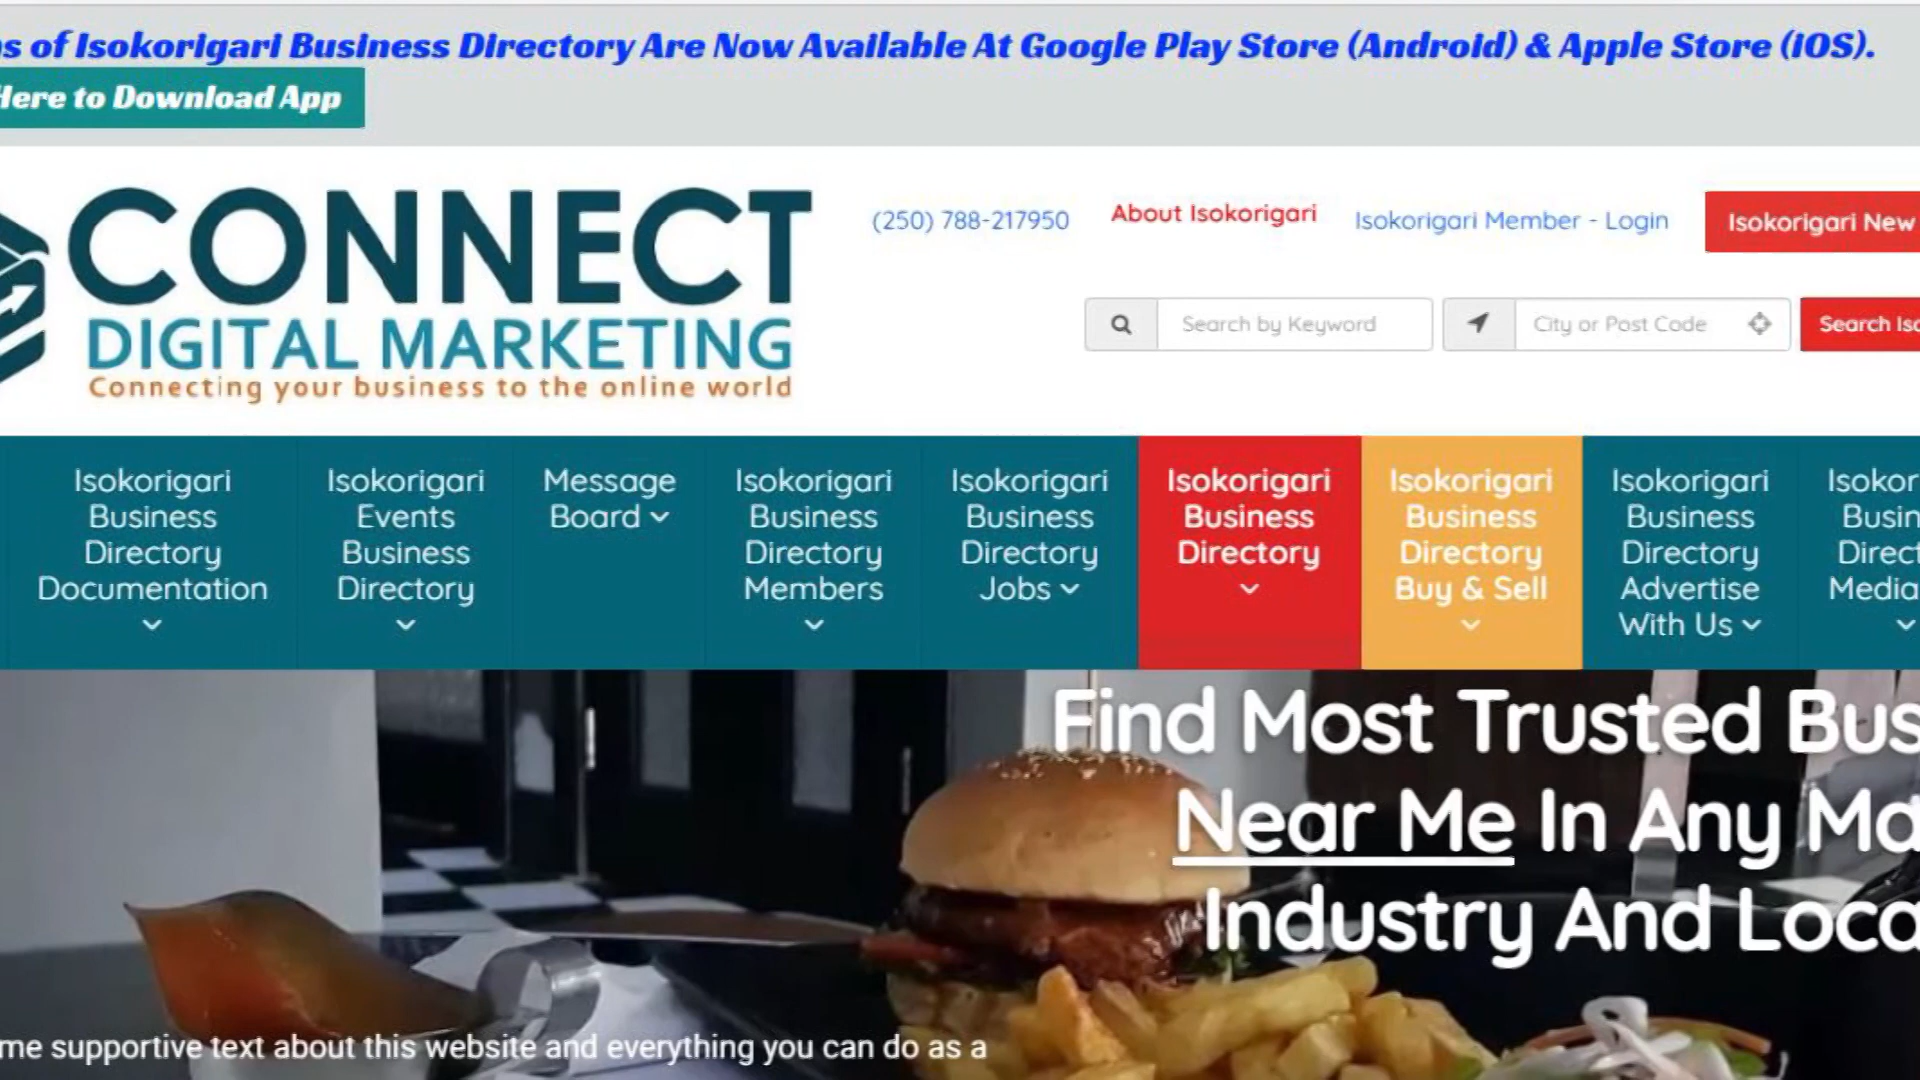 s of Isokorigari Business Directory Are Now Available At Google Play Store (Android) & Apple Store (iOS).
Here to Download App
CONNECT
DIGITAL MARKETING
Connecting your business to the online world
(250) 788-217950
About Isokorigari
Isokorigari Member - Login
Isokorigari New
Search by Keyword
City or Post Code
Search Iso
Isokorigari
Business
Directory
Documentation
Isokorigari
Events
Business
Directory
Message
Board
Isokorigari
Business
Directory
Members
Isokorigari
Business
Directory
Jobs
Isokorigari
Business
Directory
Isokorigari
Business
Directory
Buy & Sell
Isokorigari
Business
Directory
Advertise
With Us
Isokor
Busin
Direct
Media
Find Most Trusted Bus
Near Me In Any Ma
Industry And Loca
me supportive text about this website and everything you can do as a